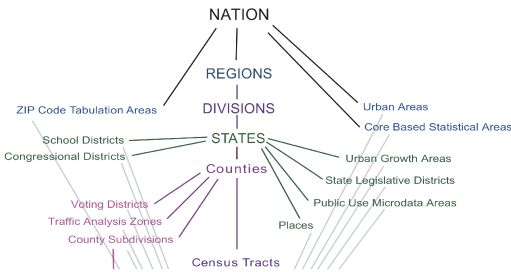 NATION
REGIONS
ZIP Code Tabulation Areas
DIVISIONS
Urban Areas
Core Based Statistical Areas
School Districts
STATES
Congressional Districts
Urban Growth Areas
Counties
State Legislative Districts
Voting Districts
Public Use Microdata Areas
Traffic Analysis Zones
Places
County Subdivisions
Census Tracts